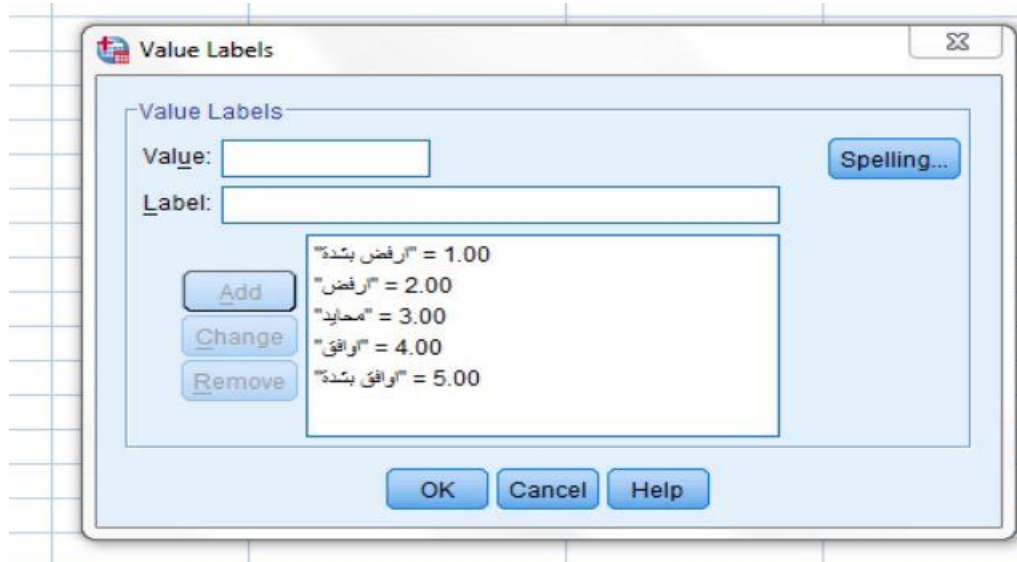 Value Labels
Value Labels
Value:
Spelling...
Label:
1.00 = "ارفض بشدة"
2.00 = "ارفض"
3.00 = "محايد"
4.00 = "اوافق"
5.00 = "اوافق بشدة"
Add
Change
Remove
OK Cancel Help